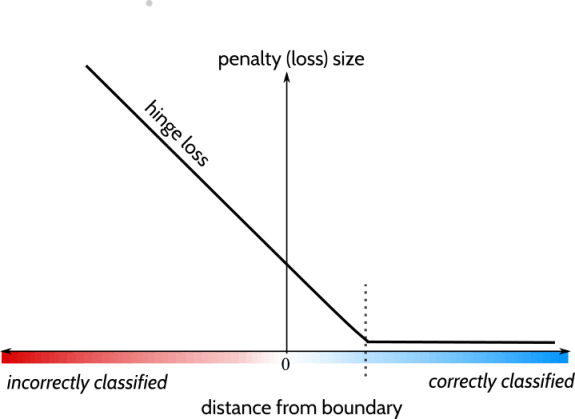 penalty (loss) size
hinge loss
0
incorrectly classified
correctly classified
distance from boundary